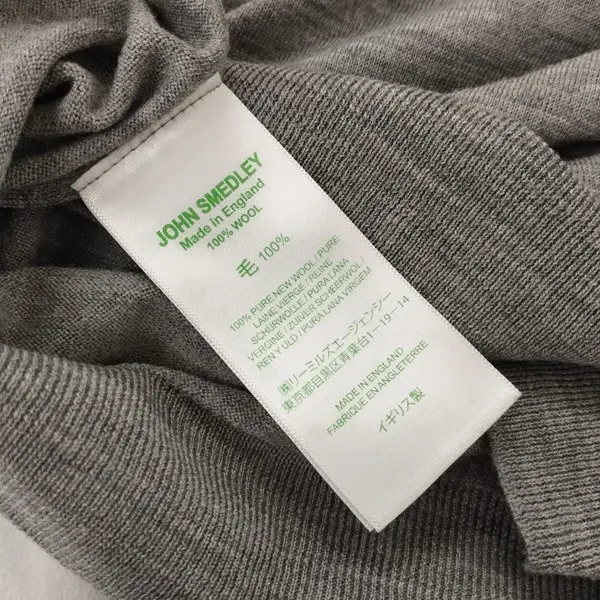 JOHN SMEDLEY
Made in England
100% WOOL
毛 100%
100% PURE NEW WOOL / PURE
LAINE VIERGE / REINE
SCHURWOLLE / PURA LANA
VERGINE / ZUIVER SCHEERWOL /
REN Y ULD / PURA LANA VIRGEM
㈱リーミルズエージェンシー
東京都目黒区青葉台1-19-14
MADE IN ENGLAND
FABRIQUE EN ANGLETERRE
イギリス製